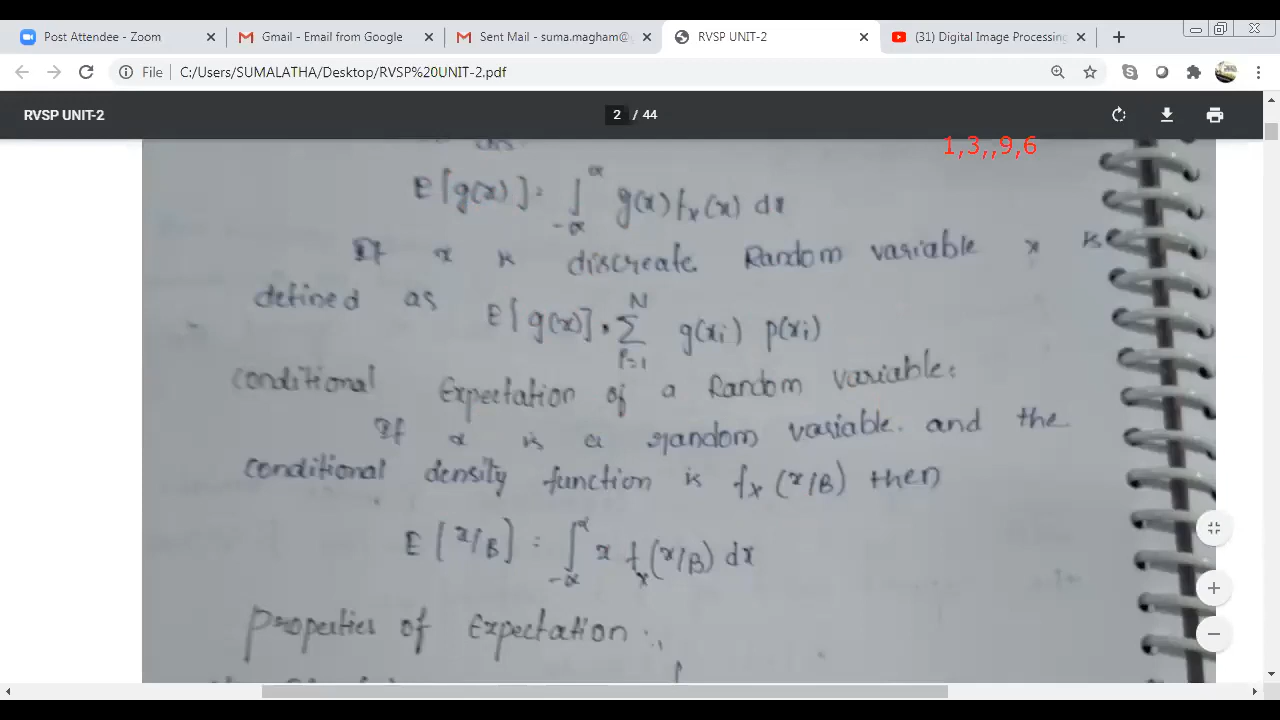 Post Attendee - Zoom
Gmail - Email from Google
Sent Mail - suma.magham@
RVSP UNIT-2
(31) Digital Image Processing
File C:/Users/SUMALATHA/Desktop/RVSP%20UNIT-2.pdf
RVSP UNIT-2
2 / 44
1,3,,9,6
as
E[g(x)] = ∫_{-α}^{α} g(x) f_x(x) dx
If x is discreate Random variable x is
defined as E[g(x)] = ∑_{i=1}^{N} g(xi) p(xi)
conditional Expectation of a Random variable:
If x is a random variable. and the
conditional density function is f_x (x/B) then
E[x/B] = ∫_{-α}^{α} x f_x(x/B) dx
properties of Expectation :